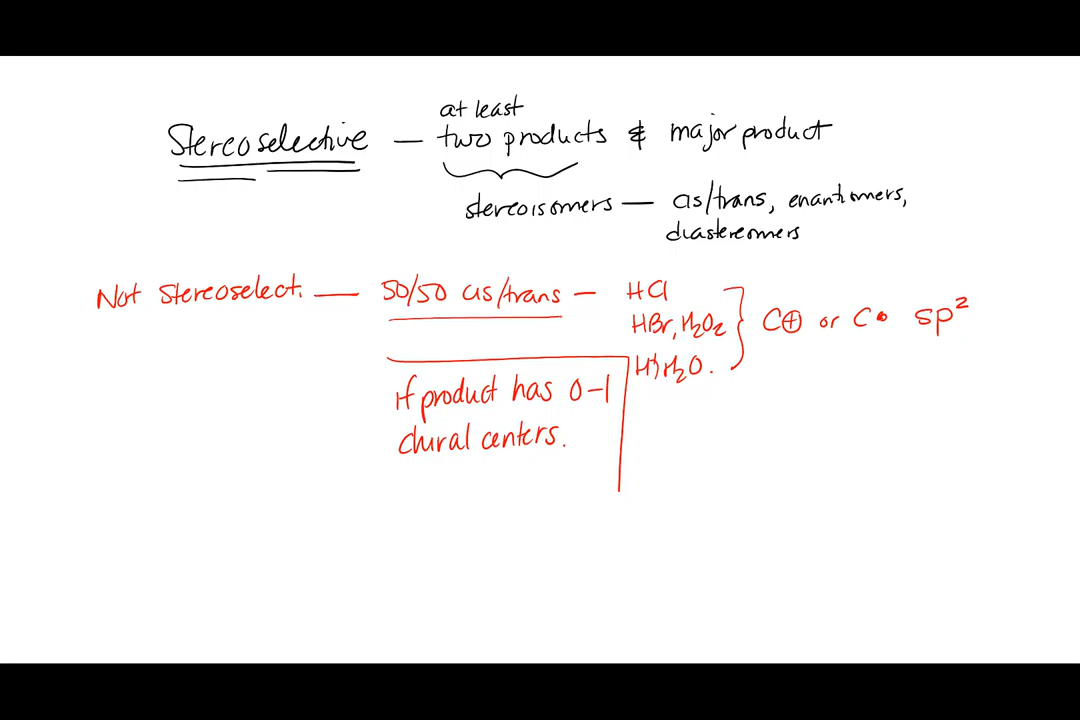 at least
Stereoselective — two products & major product
stereoisomers — cis/trans, enantiomers,
diastereomers
Not stereoselect. — 50/50 cis/trans — HCl
HBr, H2O2 } C⊕ or C• sp²
H+, H2O.
if product has 0-1
chiral centers.